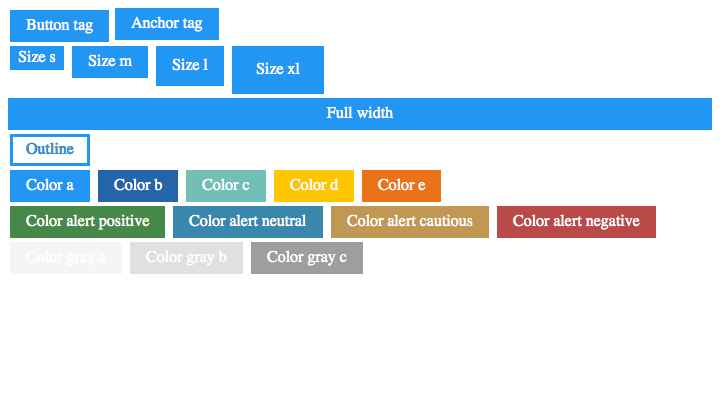 Button tag Anchor tag
Size s Size m Size l Size xl
Full width
Outline
Color a Color b Color c Color d Color e
Color alert positive Color alert neutral Color alert cautious Color alert negative
Color gray a Color gray b Color gray c